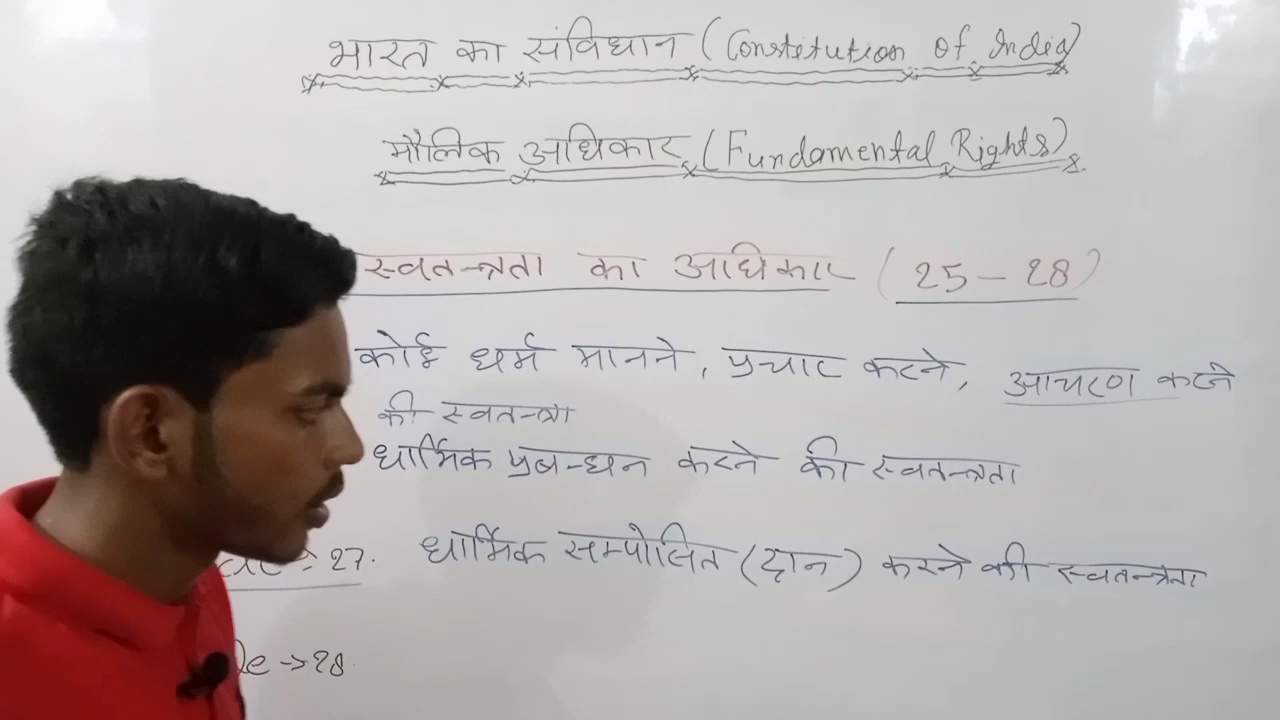 भारत का संविधान (Constitution of India)
मौलिक अधिकार (Fundamental Rights)
स्वतन्त्रता का अधिकार (25-28)
कोई धर्म मानने, प्रचार करने, आचरण करने
की स्वतन्त्रा
धार्मिक प्रबन्धन करने की स्वतन्त्रता
27. धार्मिक सम्पोलित (दान) करने की स्वतन्त्रता
→ 28